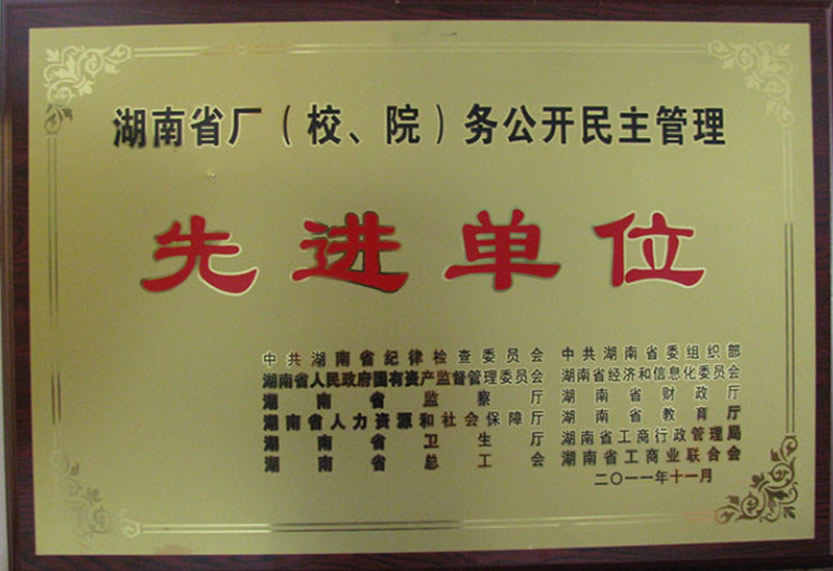 湖南省厂（校、院）务公开民主管理
先进单位
中共湖南省纪律检查委员会 中共湖南省委组织部
湖南省人民政府国有资产监督管理委员会 湖南省经济和信息化委员会
湖南省监察厅 湖南省财政厅
湖南省人力资源和社会保障厅 湖南省教育厅
湖南省卫生厅 湖南省工商行政管理局
湖南省总工会 湖南省工商业联合会
二〇一一年十一月